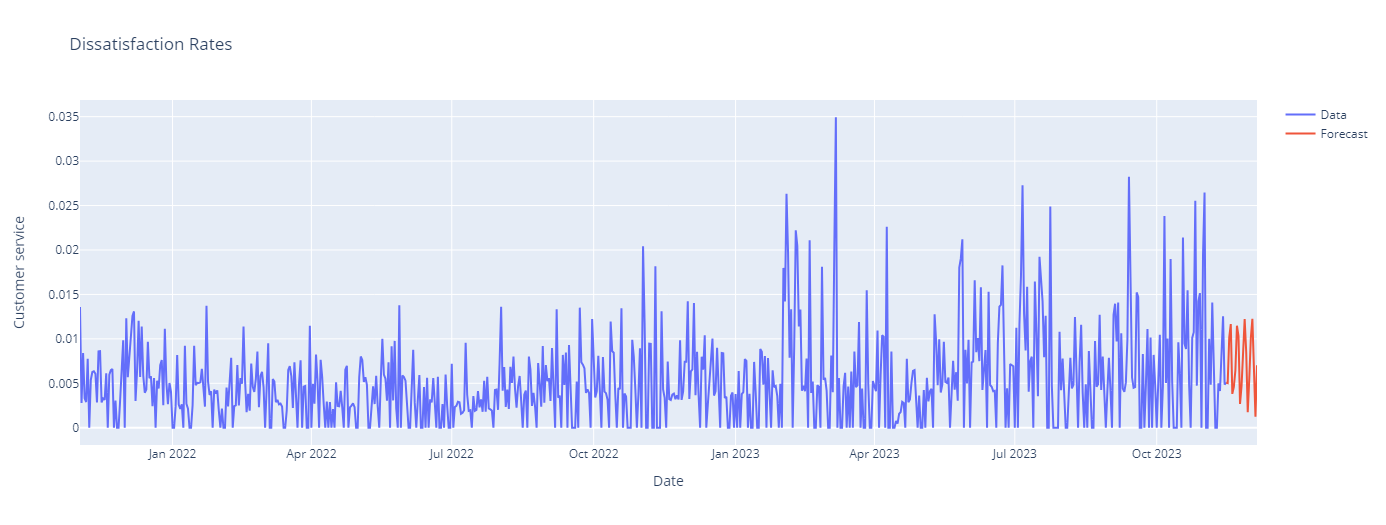 Dissatisfaction Rates
Data
Forecast
Customer service
0.035
0.03
0.025
0.02
0.015
0.01
0.005
0
Jan 2022
Apr 2022
Jul 2022
Oct 2022
Jan 2023
Apr 2023
Jul 2023
Oct 2023
Date